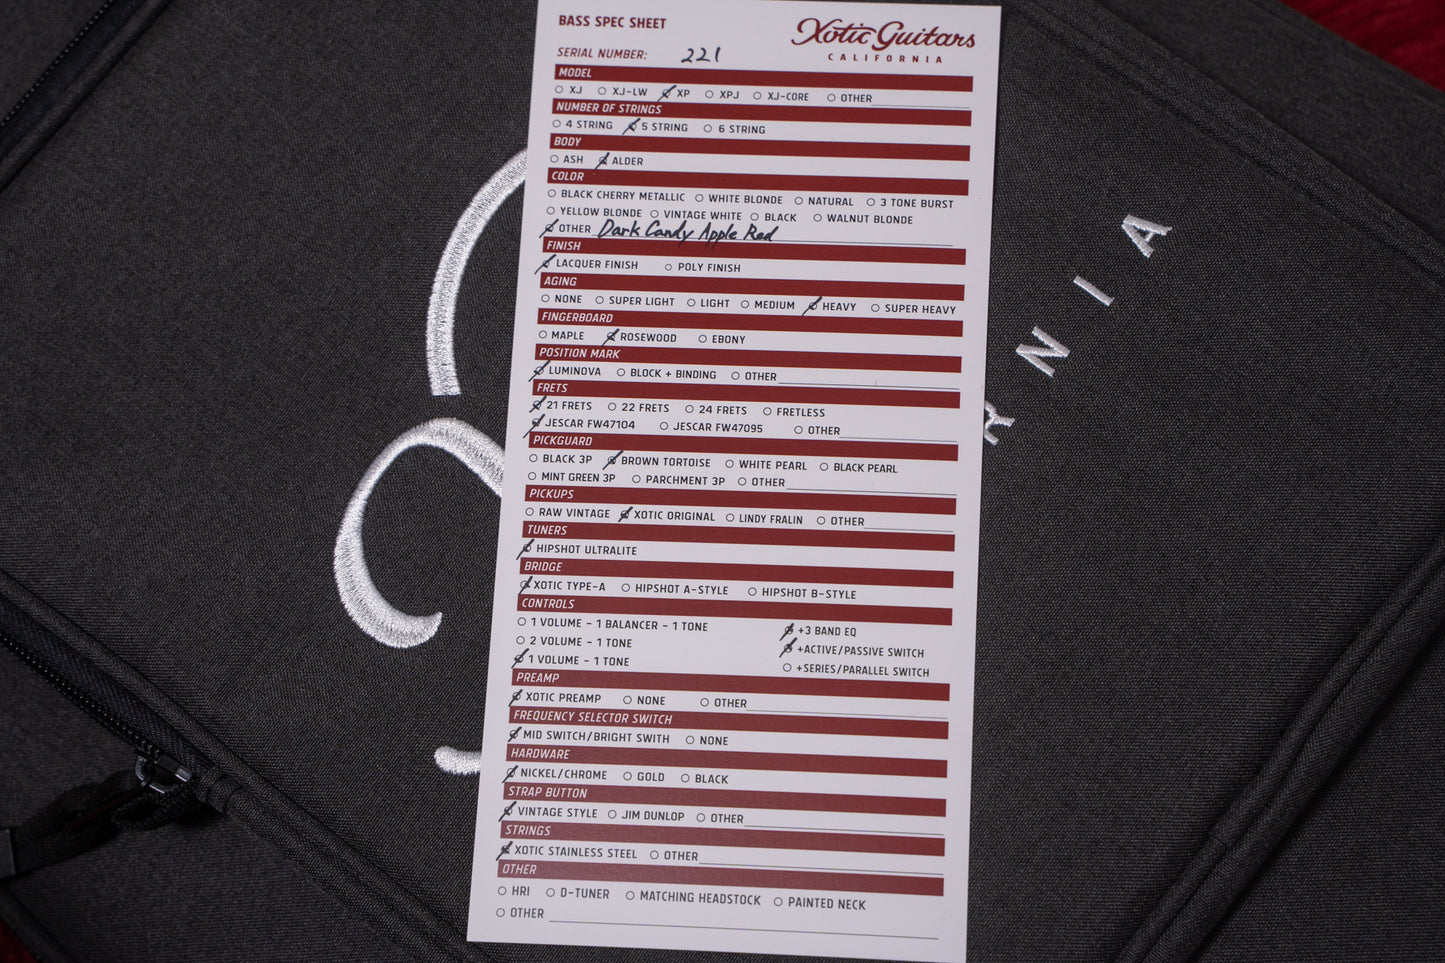 BASS SPEC SHEET
Xotic Guitars
CALIFORNIA
SERIAL NUMBER: 221
MODEL
XJ XJ-LW XP XPJ XJ-CORE OTHER
NUMBER OF STRINGS
4 STRING 5 STRING 6 STRING
BODY
ASH ALDER
COLOR
BLACK CHERRY METALLIC WHITE BLONDE NATURAL 3 TONE BURST
YELLOW BLONDE VINTAGE WHITE BLACK WALNUT BLONDE
OTHER Dark Candy Apple Red
FINISH
LACQUER FINISH POLY FINISH
AGING
NONE SUPER LIGHT LIGHT MEDIUM HEAVY SUPER HEAVY
FINGERBOARD
MAPLE ROSEWOOD EBONY
POSITION MARK
LUMINOVA BLOCK + BINDING OTHER
FRETS
21 FRETS 22 FRETS 24 FRETS FRETLESS
JESCAR FW47104 JESCAR FW47095 OTHER
PICKGUARD
BLACK 3P BROWN TORTOISE WHITE PEARL BLACK PEARL
MINT GREEN 3P PARCHMENT 3P OTHER
PICKUPS
RAW VINTAGE XOTIC ORIGINAL LINDY FRALIN OTHER
TUNERS
HIPSHOT ULTRALITE
BRIDGE
XOTIC TYPE-A HIPSHOT A-STYLE HIPSHOT B-STYLE
CONTROLS
1 VOLUME - 1 BALANCER - 1 TONE +3 BAND EQ
2 VOLUME - 1 TONE +ACTIVE/PASSIVE SWITCH
1 VOLUME - 1 TONE +SERIES/PARALLEL SWITCH
PREAMP
XOTIC PREAMP NONE OTHER
FREQUENCY SELECTOR SWITCH
MID SWITCH/BRIGHT SWITH NONE
HARDWARE
NICKEL/CHROME GOLD BLACK
STRAP BUTTON
VINTAGE STYLE JIM DUNLOP OTHER
STRINGS
XOTIC STAINLESS STEEL OTHER
OTHER
HRI D-TUNER MATCHING HEADSTOCK PAINTED NECK
OTHER
RNIA